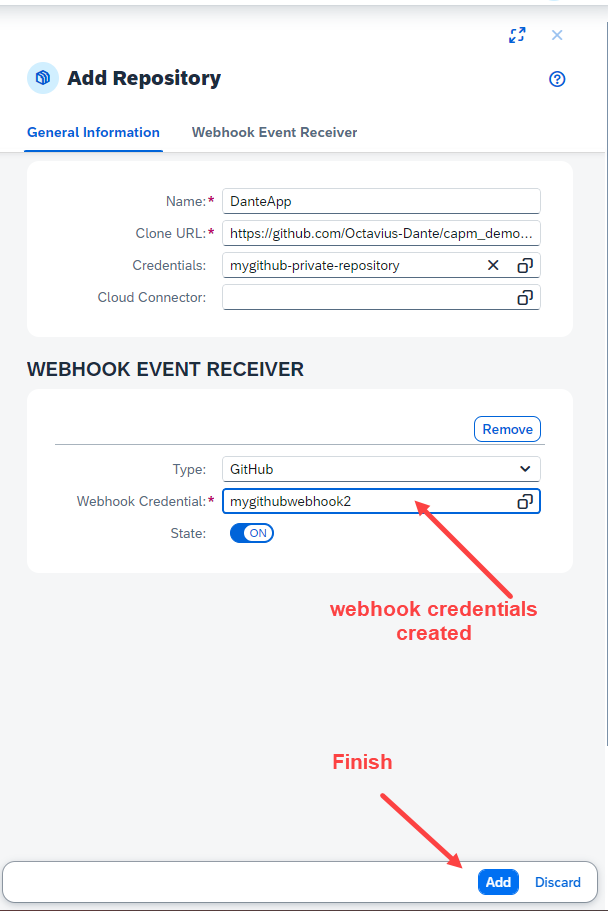 Add Repository
General Information Webhook Event Receiver
Name:* DanteApp
Clone URL:* https://github.com/Octavius-Dante/capm_demo...
Credentials: mygithub-private-repository
Cloud Connector:
WEBHOOK EVENT RECEIVER
Remove
Type: GitHub
Webhook Credential:* mygithubwebhook2
State: ON
webhook credentials
created
Finish
Add Discard